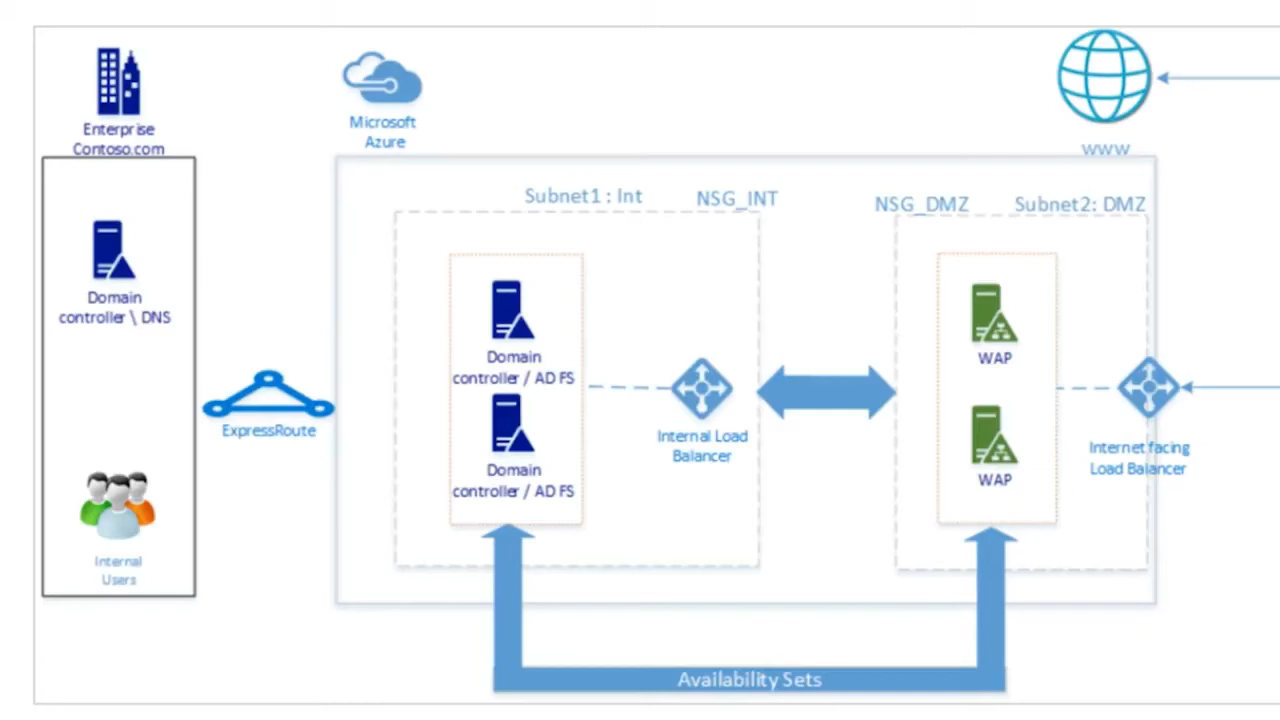 Enterprise
Contoso.com
Microsoft
Azure
WWW
Subnet1 : Int
NSG_INT
NSG_DMZ
Subnet2: DMZ
Domain
controller \ DNS
Domain
controller / AD FS
WAP
ExpressRoute
Internal Load
Balancer
Internet facing
Load Balancer
Domain
controller / AD FS
WAP
Internal
Users
Availability Sets